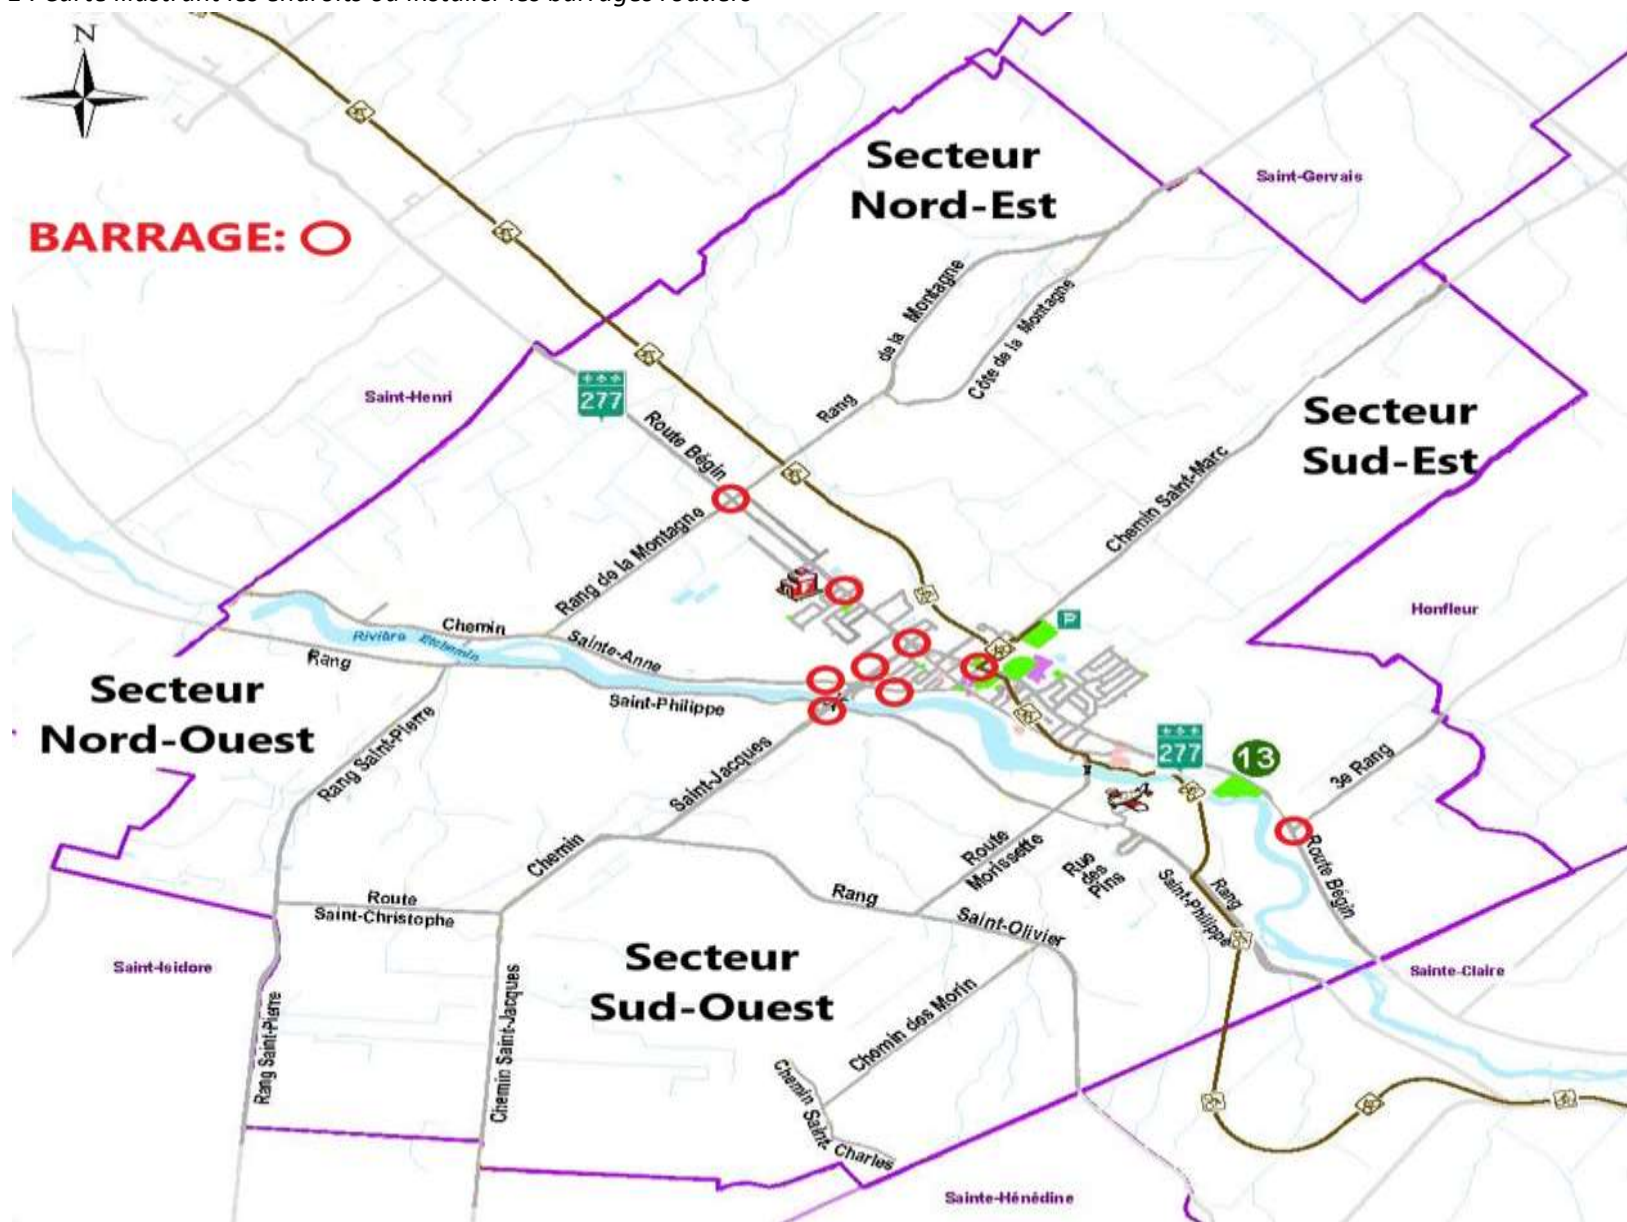 N
Secteur
Nord-Est
Saint-Gervais
BARRAGE:
de la Montagne
Côte de la Montagne
Saint-Henri
277
Rang
Route Bégin
Secteur
Sud-Est
Chemin Saint-Marc
Rang de la Montagne
Honfleur
P
Chemin
Rivière Etchemin
Sainte-Anne
Rang
Secteur
Nord-Ouest
Saint-Philippe
Rang Saint-Pierre
Saint-Jacques
277
13
3e Rang
Chemin
Route
Morissette
Rue
des
Pins
Route Bégin
Route
Saint-Christophe
Rang
Rang
Saint-Philippe
Saint-Olivier
Saint-Isidore
Secteur
Sud-Ouest
Sainte-Claire
Rang Saint-Pierre
Chemin Saint-Jacques
Chemin des Morin
Chemin Saint-Charles
Sainte-Hénédine